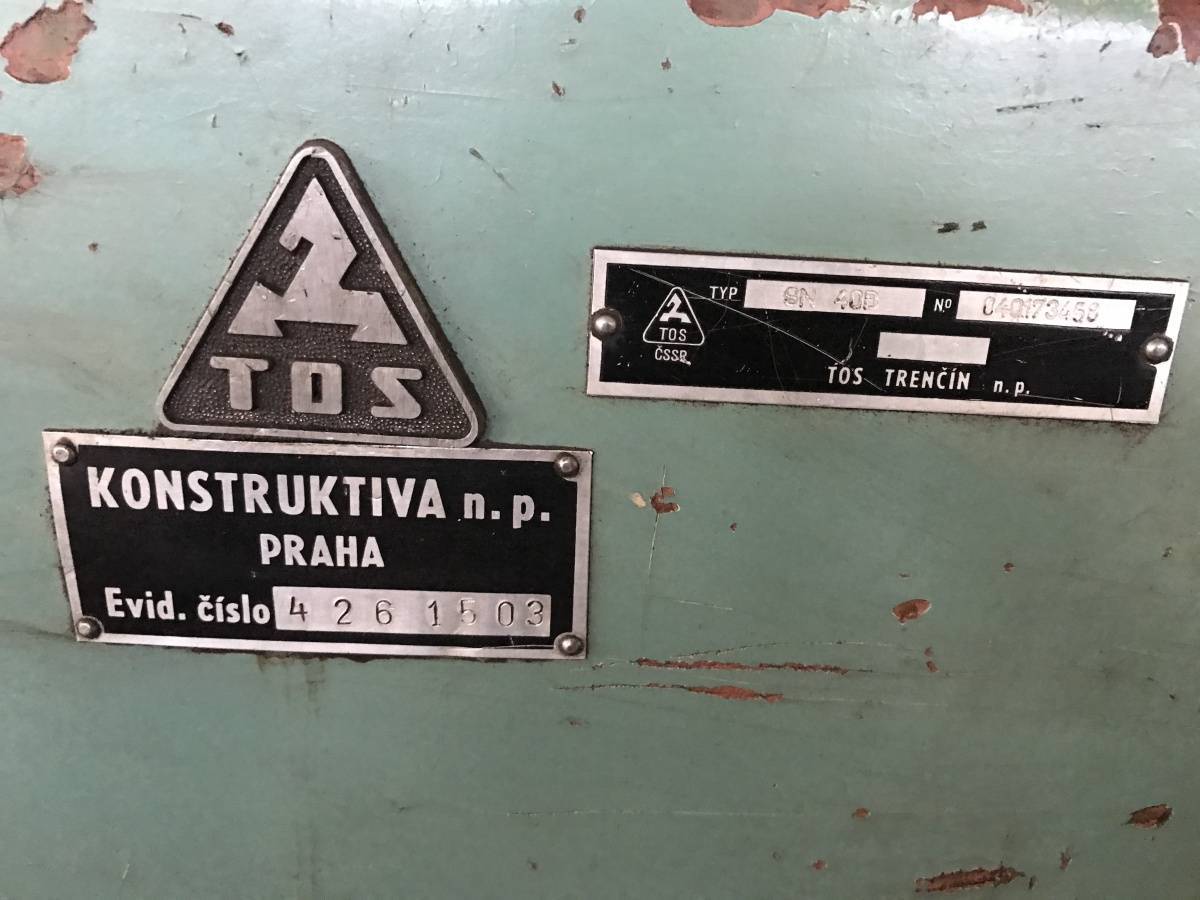 TOS
KONSTRUKTIVA n.p.
PRAHA
Evid. číslo 4 2 6 1 5 0 3
TYP SN 40B No 040173458
TOS
ČSSR
TOS TRENČÍN n.p.